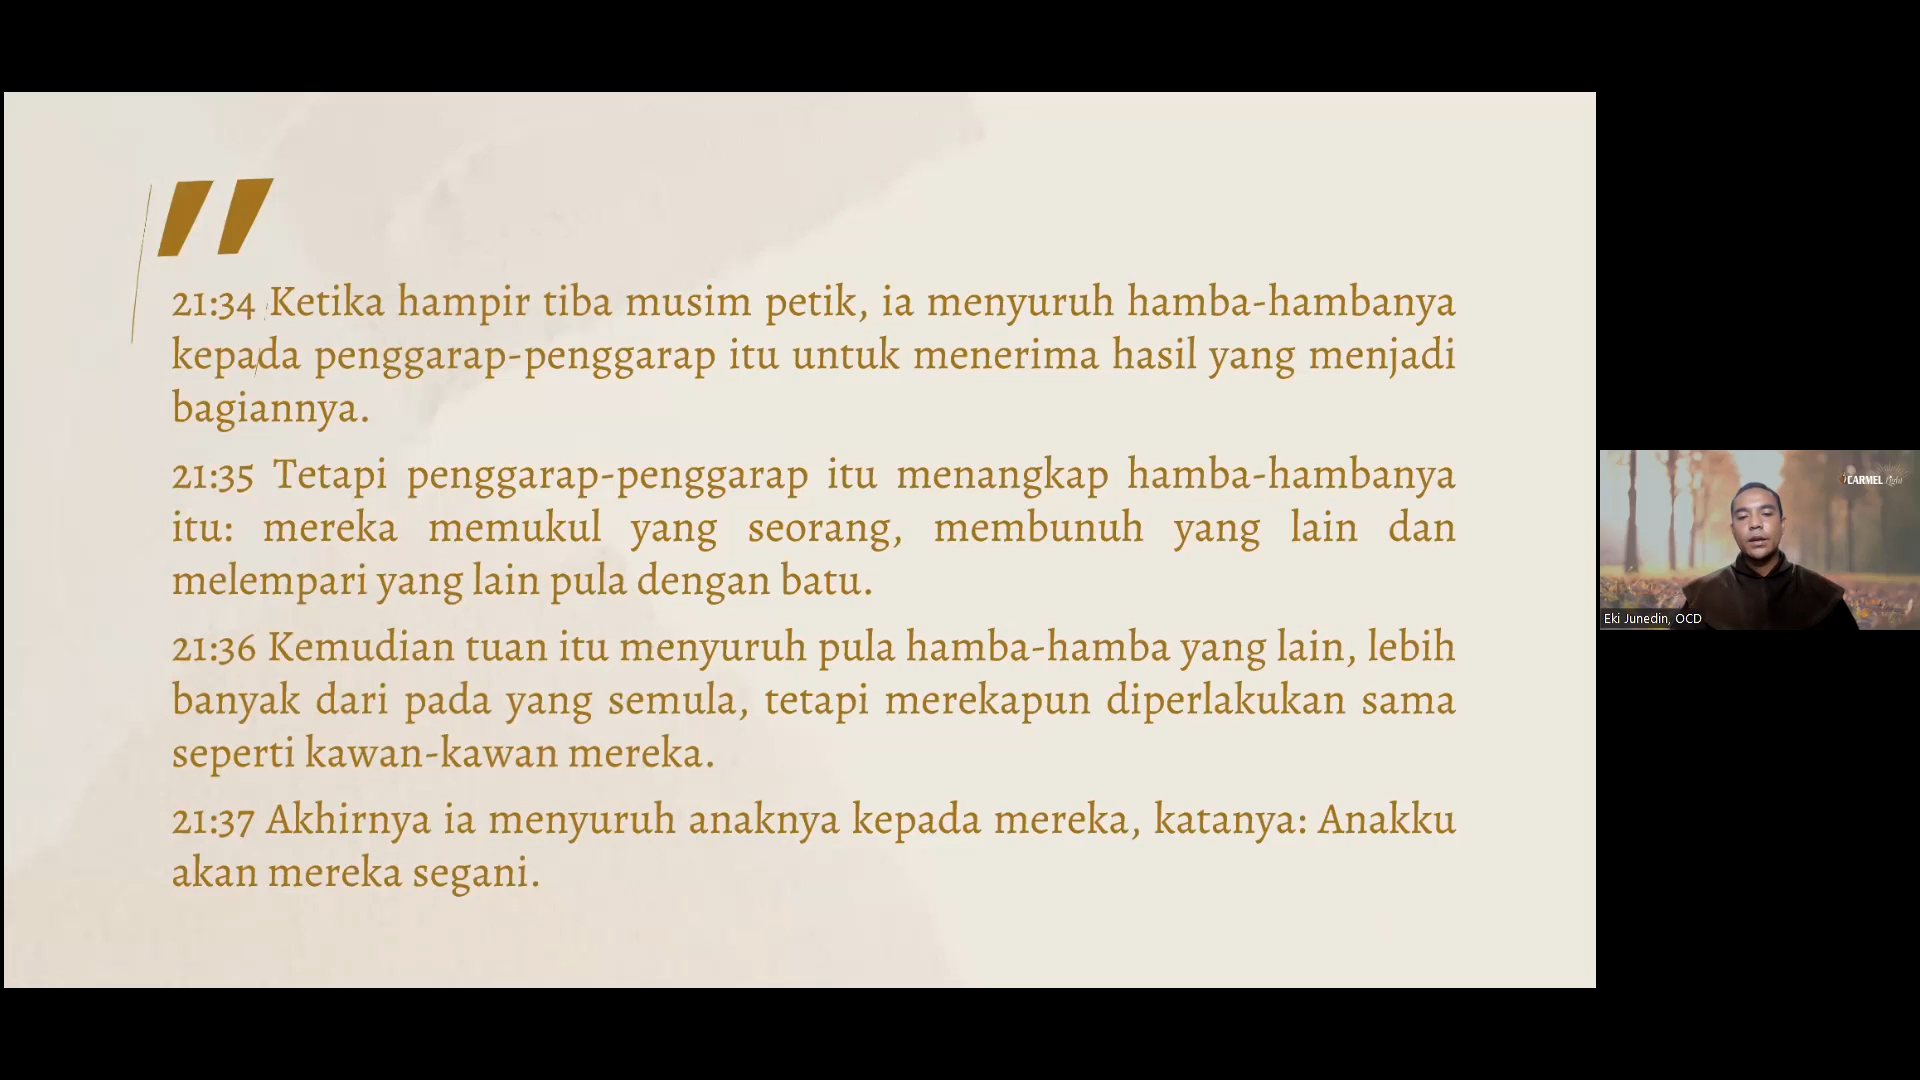 21:34 Ketika hampir tiba musim petik, ia menyuruh hamba-hambanya
kepada penggarap-penggarap itu untuk menerima hasil yang menjadi
bagiannya.
21:35 Tetapi penggarap-penggarap itu menangkap hamba-hambanya
itu: mereka memukul yang seorang, membunuh yang lain dan
melempari yang lain pula dengan batu.
21:36 Kemudian tuan itu menyuruh pula hamba-hamba yang lain, lebih
banyak dari pada yang semula, tetapi merekapun diperlakukan sama
seperti kawan-kawan mereka.
21:37 Akhirnya ia menyuruh anaknya kepada mereka, katanya: Anakku
akan mereka segani.
CARMEL Light
Eki Junedin, OCD